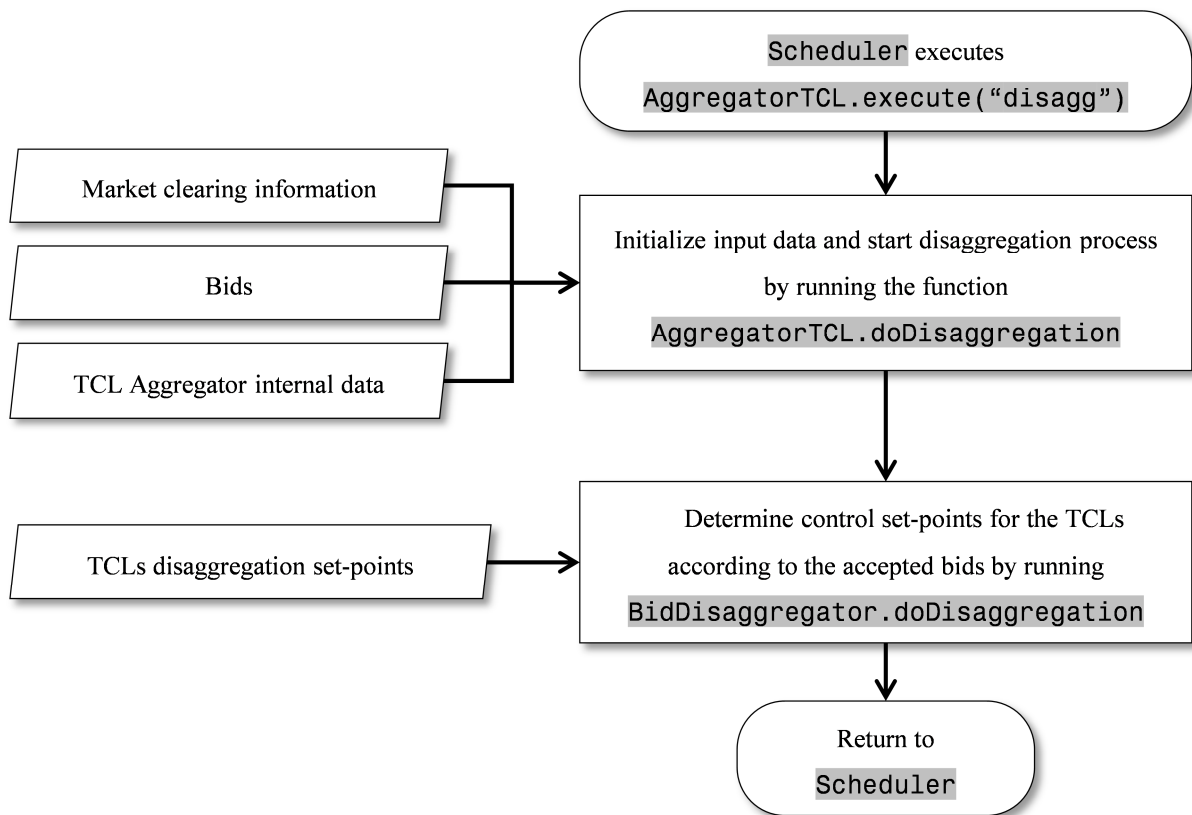 Scheduler executes
AggregatorTCL.execute(“disagg”)
Market clearing information
Bids
TCL Aggregator internal data
Initialize input data and start disaggregation process
by running the function
AggregatorTCL.doDisaggregation
TCLs disaggregation set-points
Determine control set-points for the TCLs
according to the accepted bids by running
BidDisaggregator.doDisaggregation
Return to
Scheduler